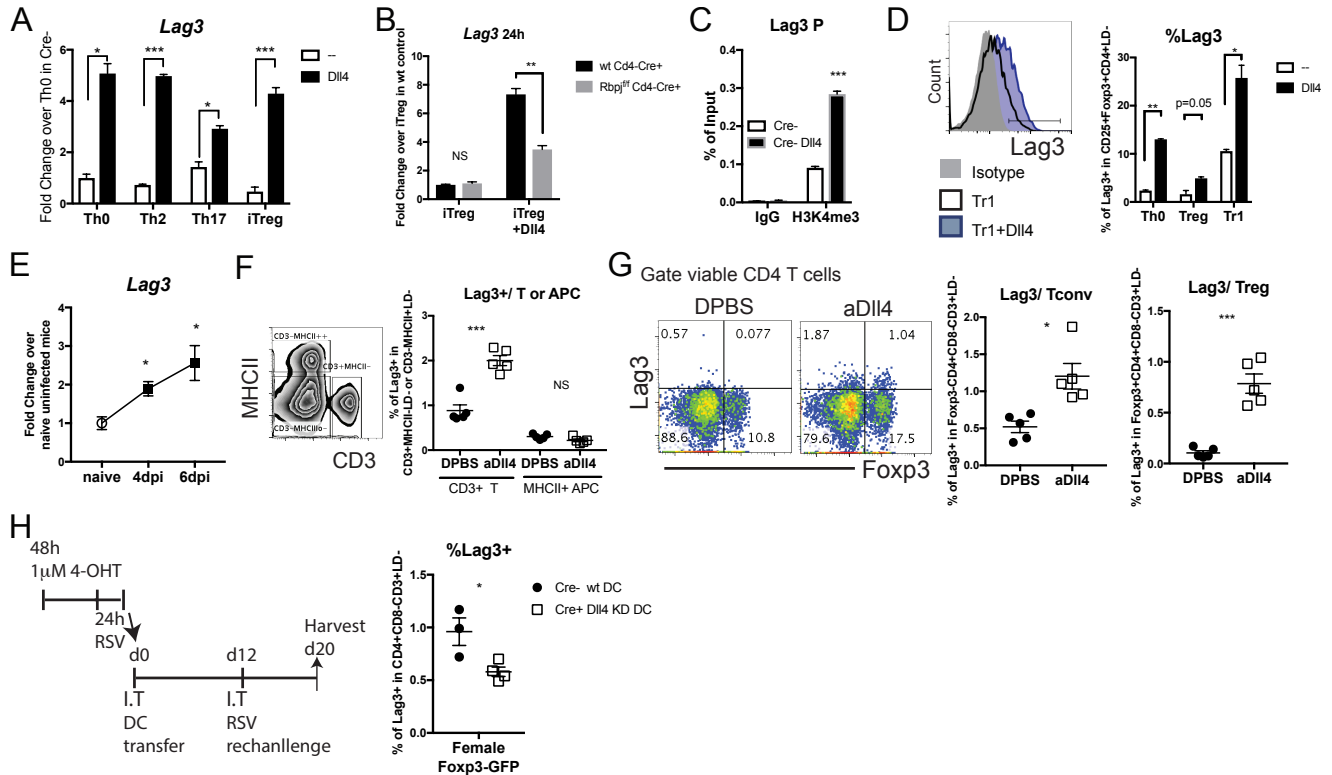 A
Lag3
Fold Change over Th0 in Cre-
6
4
2
0
*
***
*
***
--
Dll4
Th0 Th2 Th17 iTreg
B
Lag3 24h
Fold Change over iTreg in wt control
10
8
6
4
2
0
NS
**
wt Cd4-Cre+
Rbpjf/f Cd4-Cre+
iTreg iTreg
+Dll4
C
Lag3 P
% of Input
0.4
0.3
0.2
0.1
0.0
***
Cre-
Cre- Dll4
IgG H3K4me3
D
Count
Lag3
Isotype
Tr1
Tr1+Dll4
%Lag3
% of Lag3+ in CD25+Foxp3+CD4+LD-
30
20
10
0
**
p=0.05
*
--
Dll4
Th0 Treg Tr1
E
Lag3
Fold Change over
naive uninfected mice
4
3
2
1
0
*
*
naive 4dpi 6dpi
F
MHCII
CD3-MHCII++
CD3+MHCII-
CD3-MHCIIlo-
CD3
Lag3+/ T or APC
% of Lag3+ in
CD3+MHCII-LD- or CD3-MHCII+LD-
3
2
1
0
***
NS
DPBS aDll4 DPBS aDll4
CD3+ T MHCII+ APC
G
Gate viable CD4 T cells
DPBS aDll4
Lag3
0.57 0.077
88.6 10.8
1.87 1.04
79.6 17.5
Foxp3
Lag3/ Tconv
% of Lag3+ in Foxp3-CD4+CD8-CD3+LD-
2.0
1.5
1.0
0.5
0.0
*
DPBS aDll4
Lag3/ Treg
% of Lag3+ in Foxp3+CD4+CD8-CD3+LD-
1.5
1.0
0.5
0.0
***
DPBS aDll4
H
48h
1µM 4-OHT
24h
RSV
d0
d12
Harvest
d20
I.T
DC
transfer
I.T
RSV
rechanllenge
%Lag3+
% of Lag3+ in CD4+CD8-CD3+LD-
1.5
1.0
0.5
0.0
*
Cre- wt DC
Cre+ Dll4 KD DC
Female
Foxp3-GFP